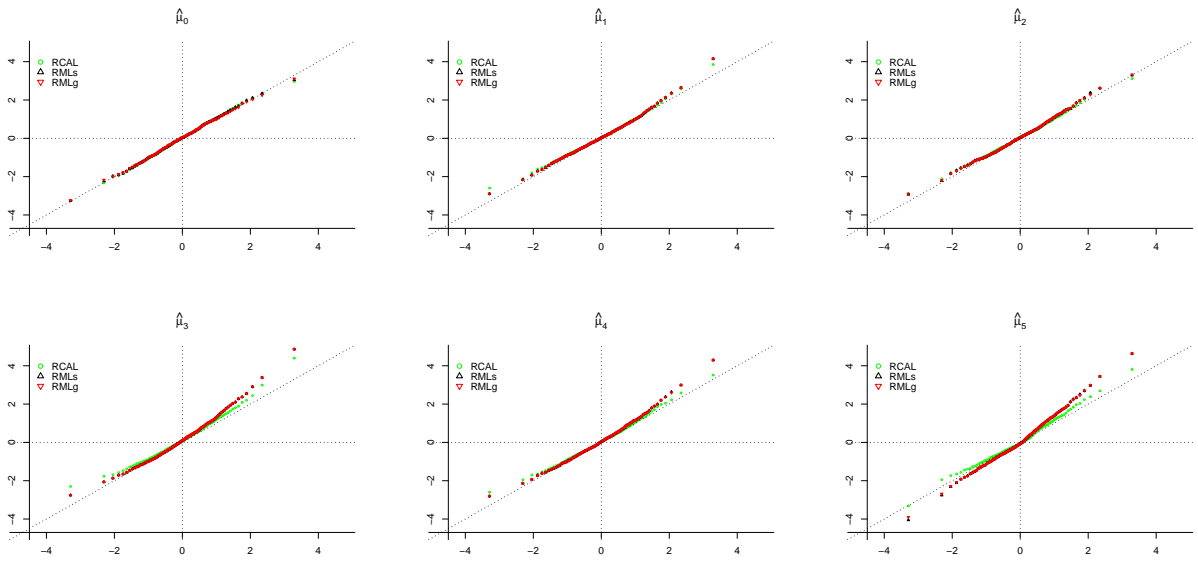 μ̂₀
4
2
0
−2
−4
RCAL
RMLs
RMLg
−4 −2 0 2 4
μ̂₁
4
2
0
−2
−4
RCAL
RMLs
RMLg
−4 −2 0 2 4
μ̂₂
4
2
0
−2
−4
RCAL
RMLs
RMLg
−4 −2 0 2 4
μ̂₃
4
2
0
−2
−4
RCAL
RMLs
RMLg
−4 −2 0 2 4
μ̂₄
4
2
0
−2
−4
RCAL
RMLs
RMLg
−4 −2 0 2 4
μ̂₅
4
2
0
−2
−4
RCAL
RMLs
RMLg
−4 −2 0 2 4